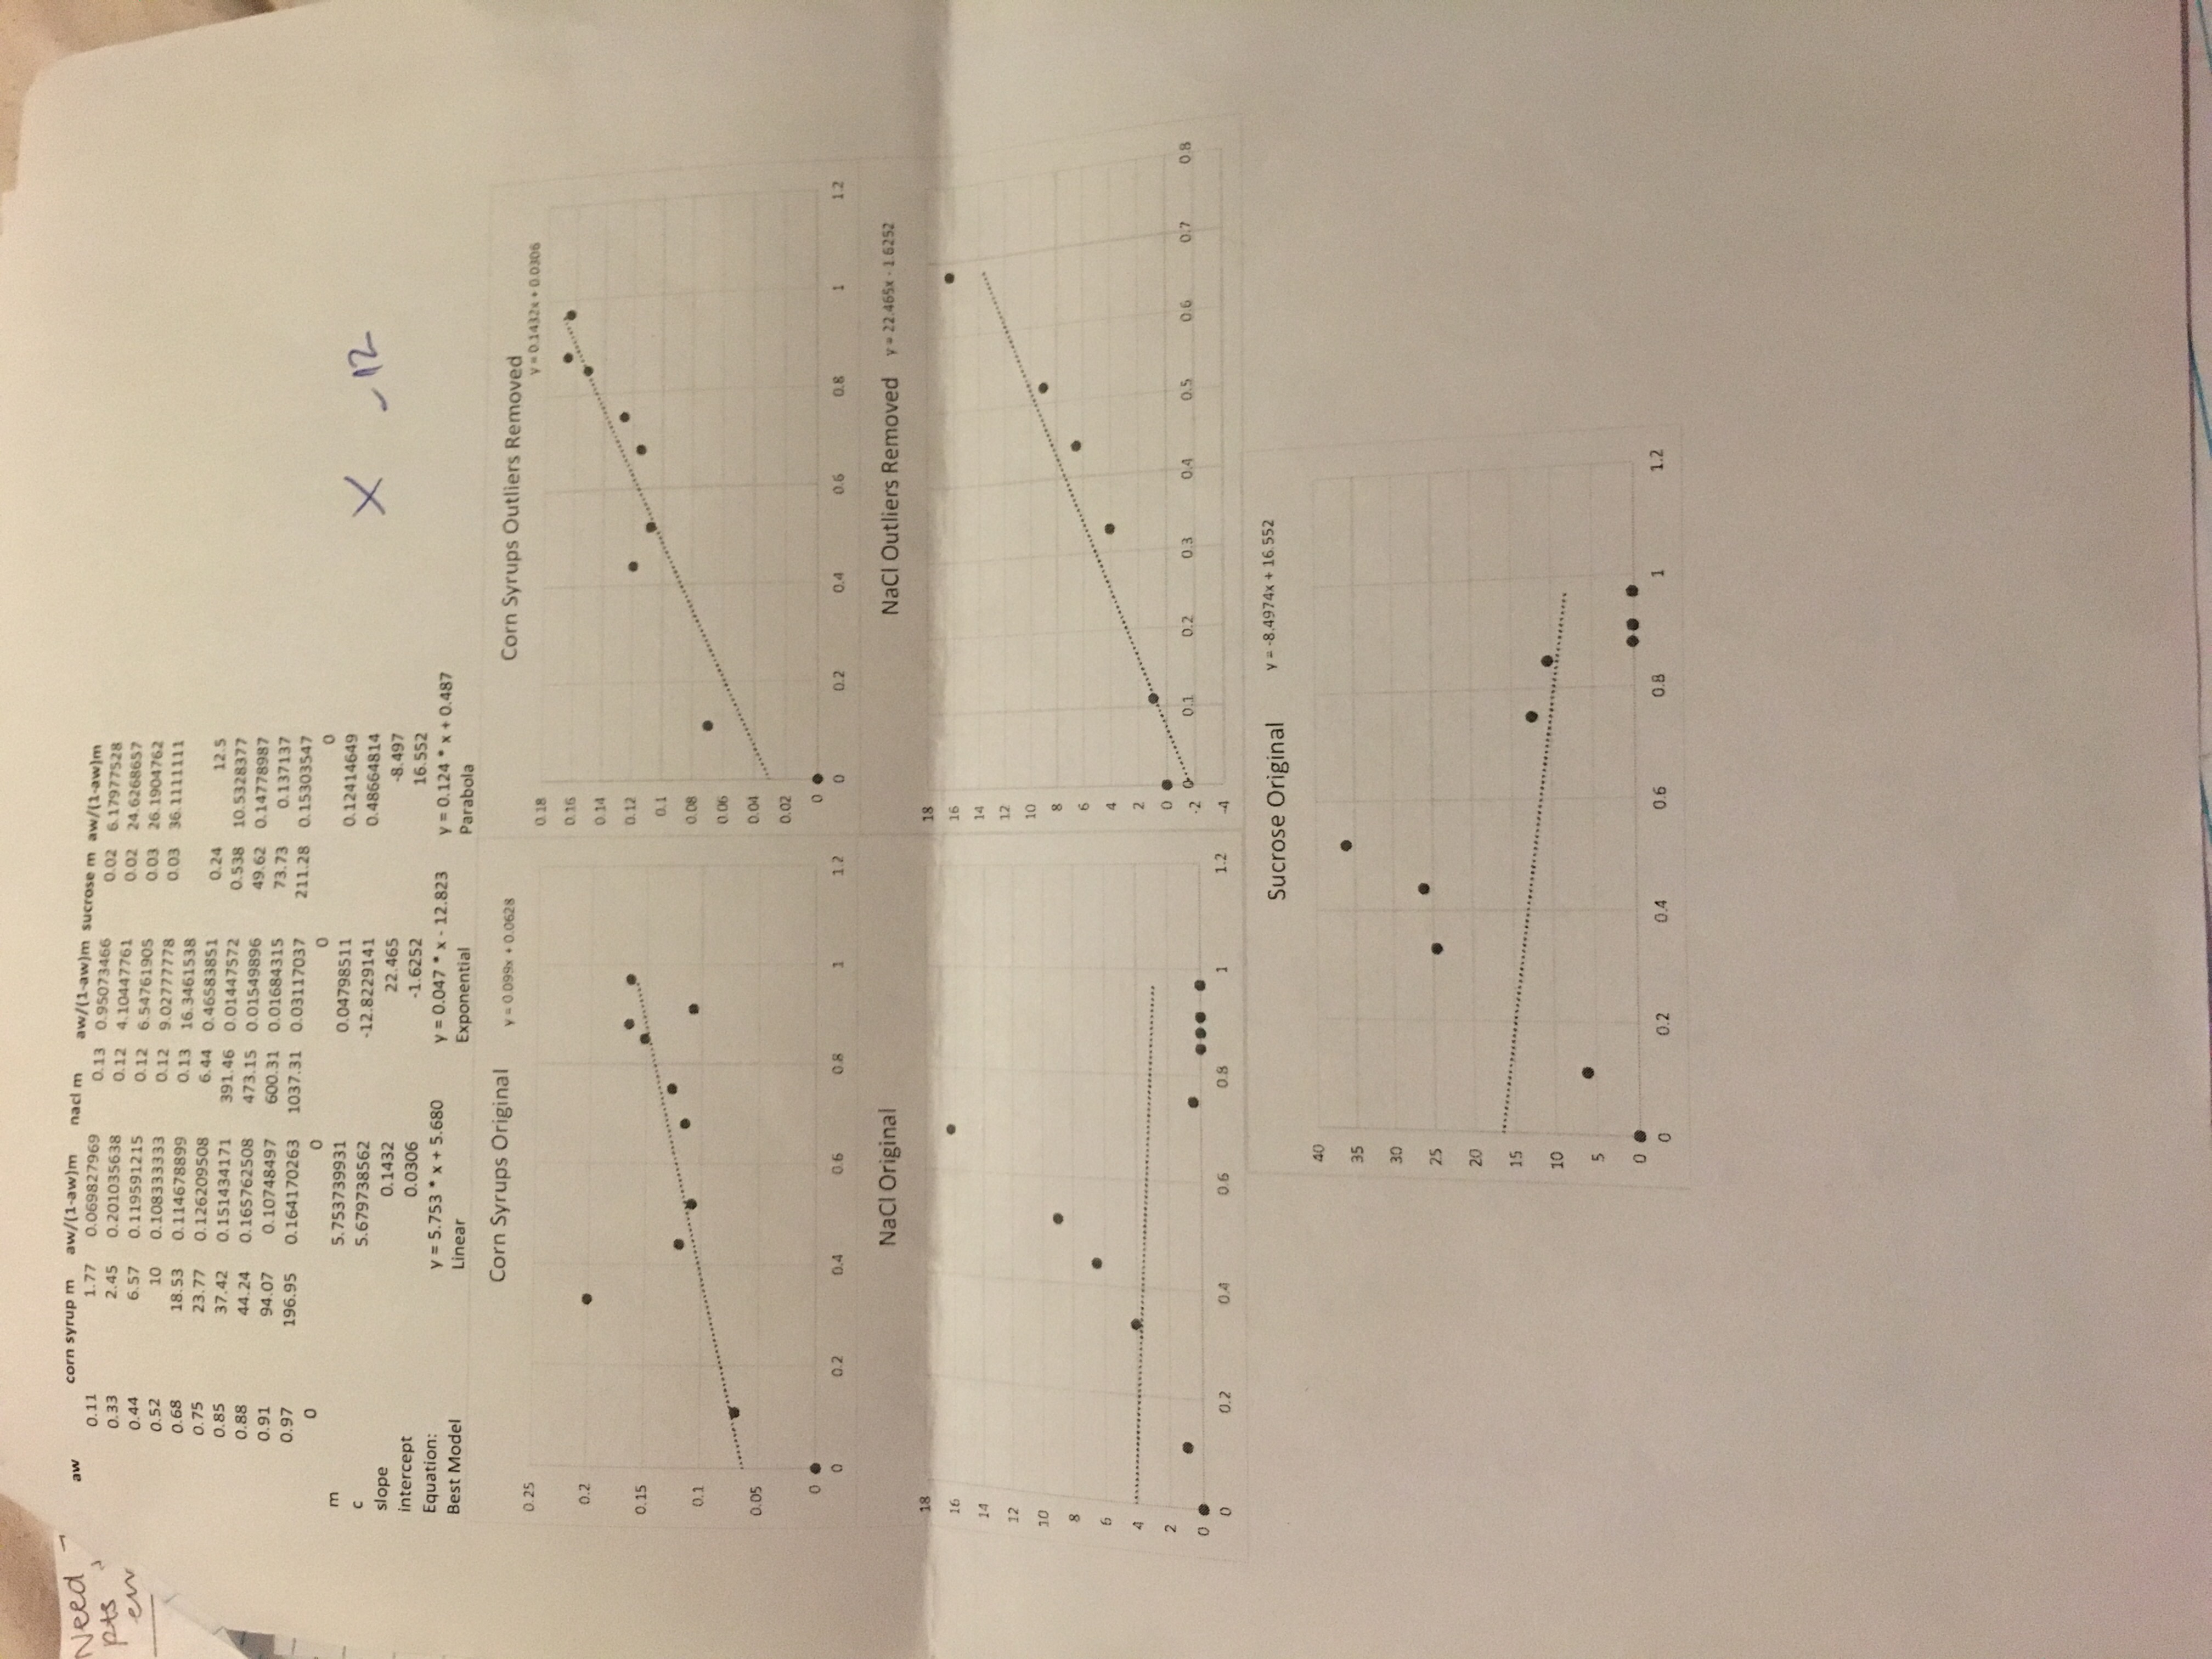 Need
pts
aw corn syrup m aw/(1-aw)m nacl m aw/(1-aw)m sucrose m aw/(1-aw)m
0.11 1.77 0.069827969 0.13 0.95073466 0.02 6.17977528
0.33 2.45 0.201035638 0.12 4.10447761 0.02 24.6268657
0.44 6.57 0.119591215 0.12 6.54761905 0.03 26.1904762
0.52 10 0.108333333 0.12 9.02777778 0.03 36.1111111
0.68 18.53 0.114678899 0.13 16.3461538
0.75 23.77 0.126209508 6.44 0.46583851 0.24 12.5
0.85 37.42 0.151434171 391.46 0.01447572 0.538 10.5328377
0.88 44.24 0.165762508 473.15 0.01549896 49.62 0.14778987
0.91 94.07 0.10748497 600.31 0.01684315 73.73 0.137137
0.97 196.95 0.164170263 1037.31 0.03117037 211.28 0.15303547
0 0 0 0
m 5.753739931 0.04798511 0.12414649
c 5.679738562 -12.8229141 0.48664814
slope 0.1432 22.465 -8.497
intercept 0.0306 -1.6252 16.552
Equation: y = 5.753 * x + 5.680 y = 0.047 * x - 12.823 y = 0.124 * x + 0.487
Best Model Linear Exponential Parabola
X -12
Corn Syrups Original y = 0.099x + 0.0628
0.25
0.2
0.15
0.1
0.05
0
0 0.2 0.4 0.6 0.8 1 1.2
Corn Syrups Outliers Removed
y = 0.1432x + 0.0306
0.18
0.16
0.14
0.12
0.1
0.08
0.06
0.04
0.02
0
0 0.2 0.4 0.6 0.8 1 1.2
NaCl Original
18
16
14
12
10
8
6
4
2
0
0 0.2 0.4 0.6 0.8 1 1.2
NaCl Outliers Removed y = 22.465x - 1.6252
18
16
14
12
10
8
6
4
2
0
-2
-4
0 0.1 0.2 0.3 0.4 0.5 0.6 0.7 0.8
Sucrose Original y = -8.4974x + 16.552
40
35
30
25
20
15
10
5
0
0 0.2 0.4 0.6 0.8 1 1.2